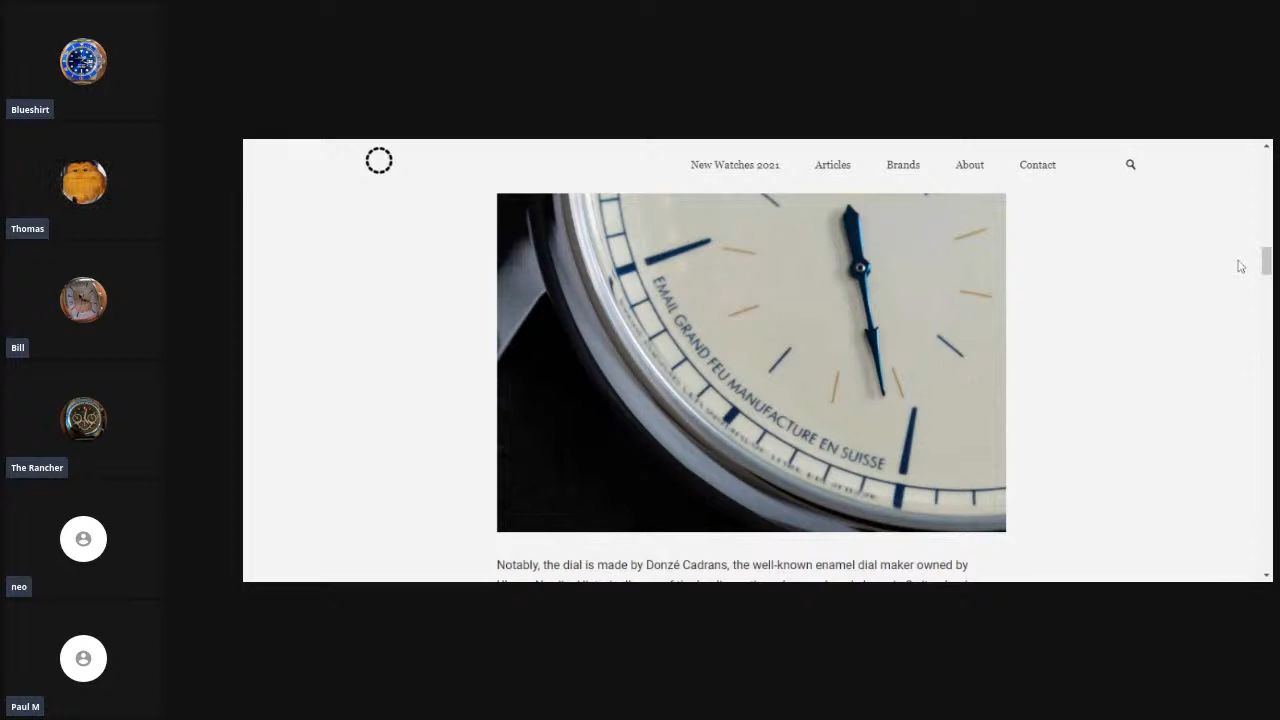 Blueshirt
Thomas
Bill
The Rancher
neo
Paul M
New Watches 2021 Articles Brands About Contact
EMAIL GRAND FEU MANUFACTURE EN SUISSE
Notably, the dial is made by Donzé Cadrans, the well-known enamel dial maker owned by